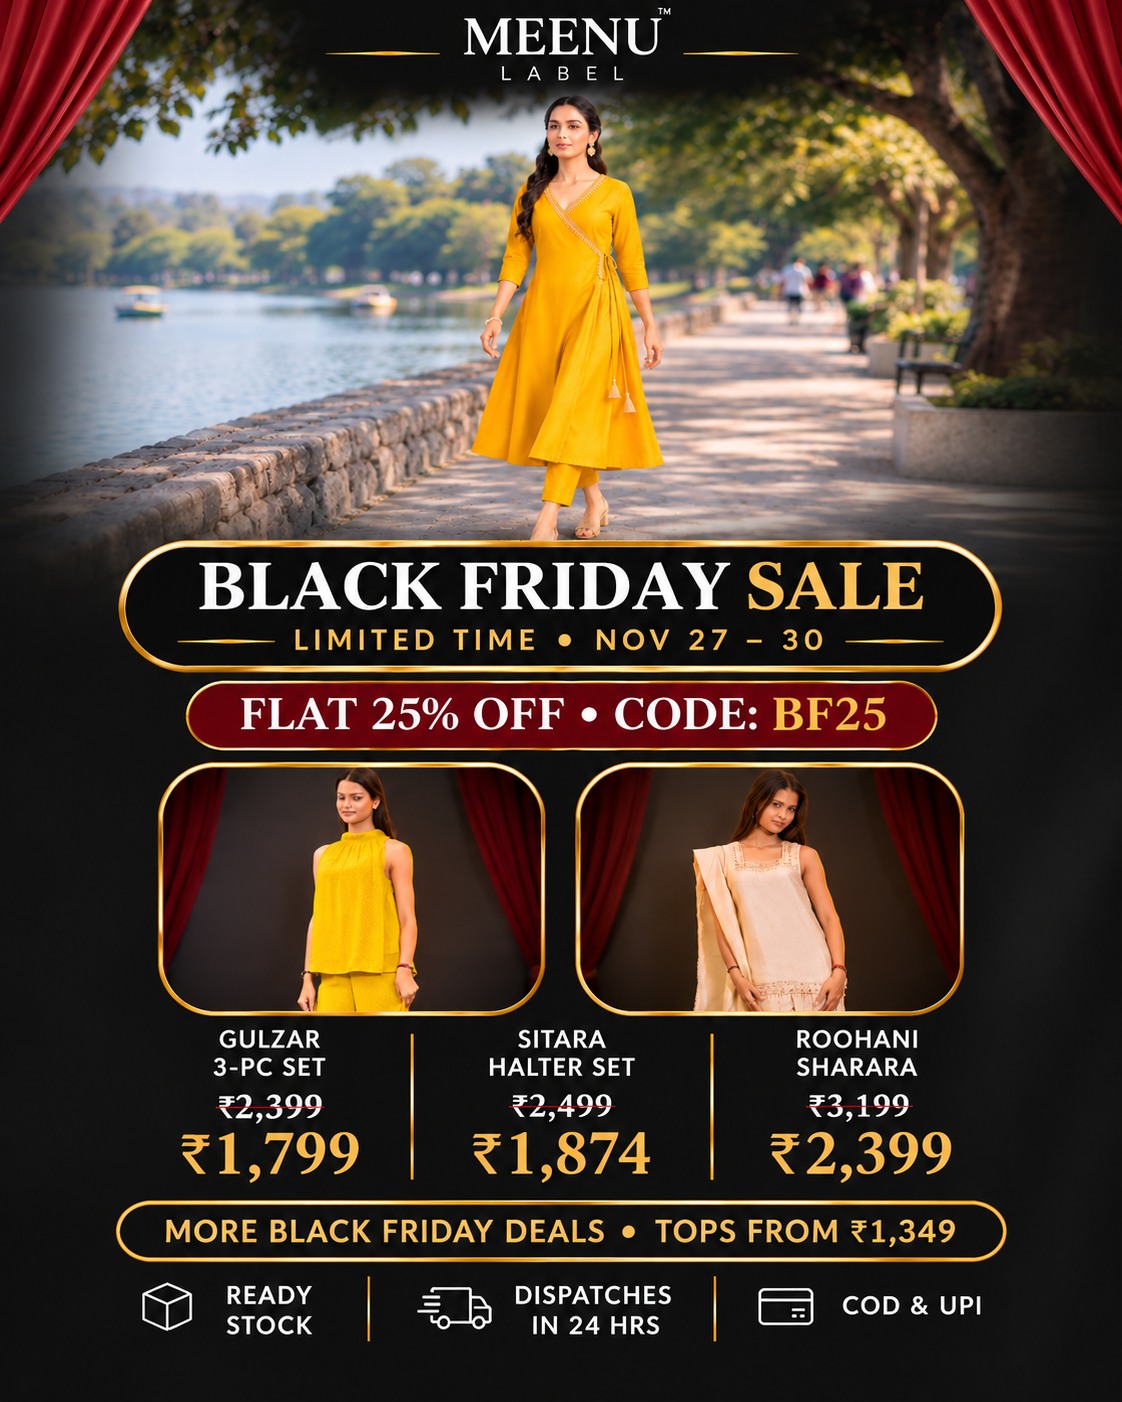 MEENU™
LABEL
BLACK FRIDAY SALE
LIMITED TIME • NOV 27 – 30
FLAT 25% OFF • CODE: BF25
GULZAR
3-PC SET
₹2,399
₹1,799
SITARA
HALTER SET
₹2,499
₹1,874
ROOHANI
SHARARA
₹3,199
₹2,399
MORE BLACK FRIDAY DEALS • TOPS FROM ₹1,349
READY
STOCK
DISPATCHES
IN 24 HRS
COD & UPI